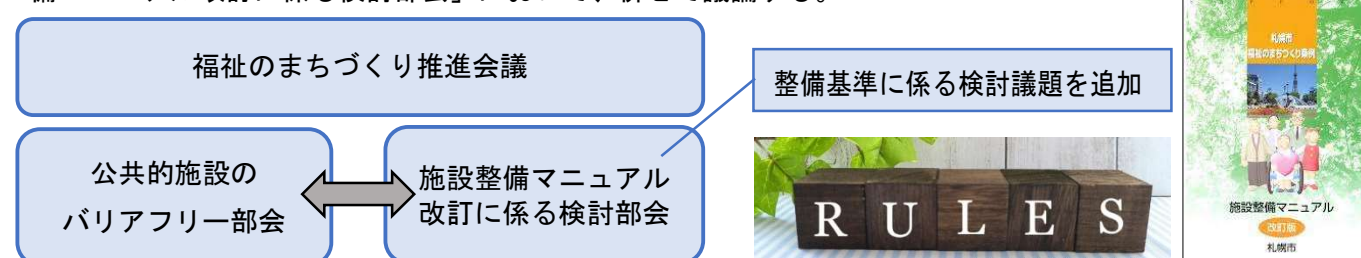 福祉のまちづくり推進会議
整備基準に係る検討議題を追加
公共的施設の
バリアフリー部会
施設整備マニュアル
改訂に係る検討部会
RULES
札幌市
福祉のまちづくり条例
施設整備マニュアル
改訂版
札幌市